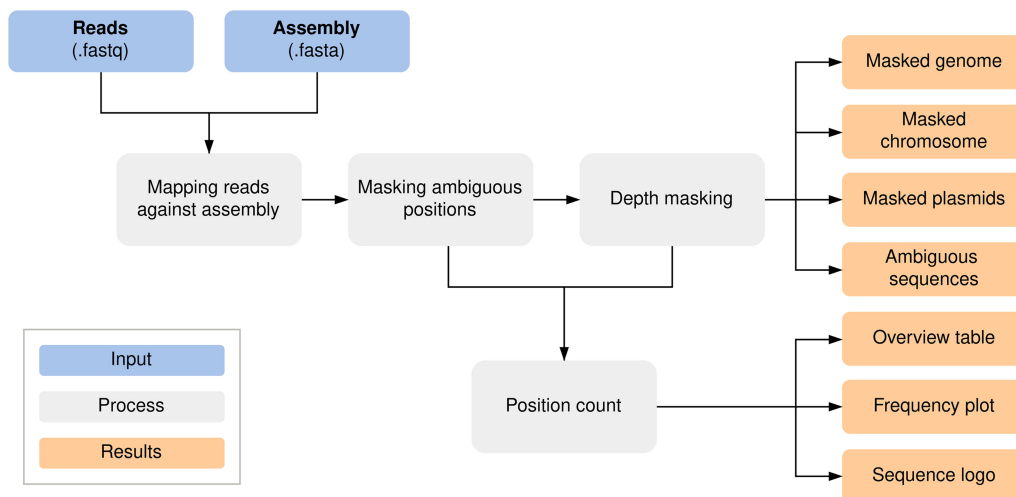 Reads
(.fastq)
Assembly
(.fasta)
Mapping reads
against assembly
Masking ambiguous
positions
Depth masking
Masked genome
Masked
chromosome
Masked plasmids
Ambiguous
sequences
Position count
Overview table
Frequency plot
Sequence logo
Input
Process
Results